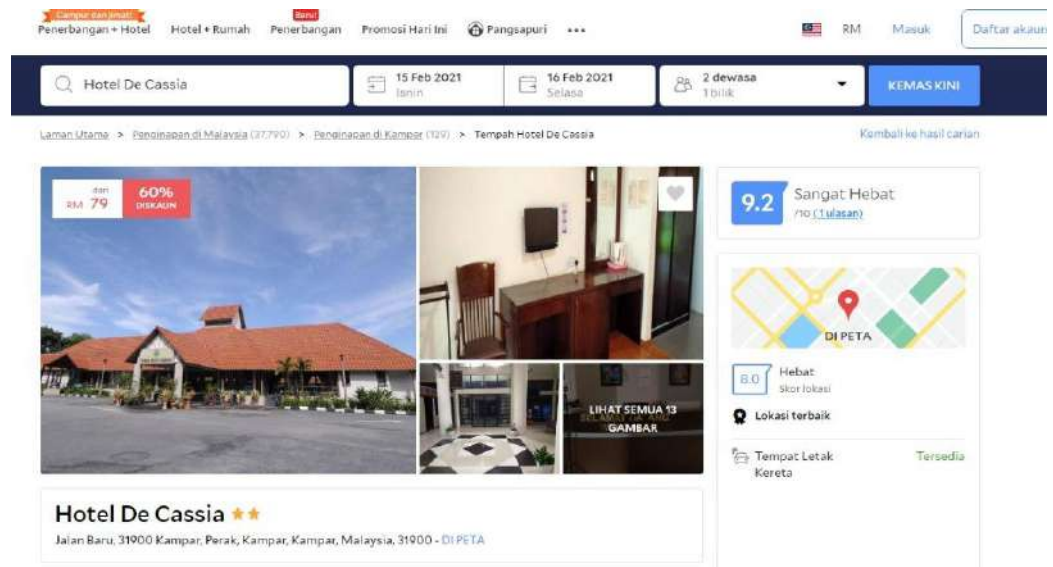 Campur dan Jimat!
Penerbangan + Hotel
Hotel + Rumah
Baru!
Penerbangan
Promosi Hari Ini
Pangsapuri
RM
Masuk
Daftar akaun
Hotel De Cassia
15 Feb 2021
Isnin
16 Feb 2021
Selasa
2 dewasa
1 bilik
KEMAS KINI
Laman Utama > Penginapan di Malaysia (37,790) > Penginapan di Kampar (129) > Tempah Hotel De Cassia
Kembali ke hasil carian
dari
RM 79
60%
DISKAUN
LIHAT SEMUA 13
GAMBAR
9.2
Sangat Hebat
/10 (1 ulasan)
DI PETA
8.0
Hebat
Skor lokasi
Lokasi terbaik
Tempat Letak
Kereta
Tersedia
Hotel De Cassia
Jalan Baru, 31900 Kampar, Perak, Kampar, Kampar, Malaysia, 31900 - DI PETA